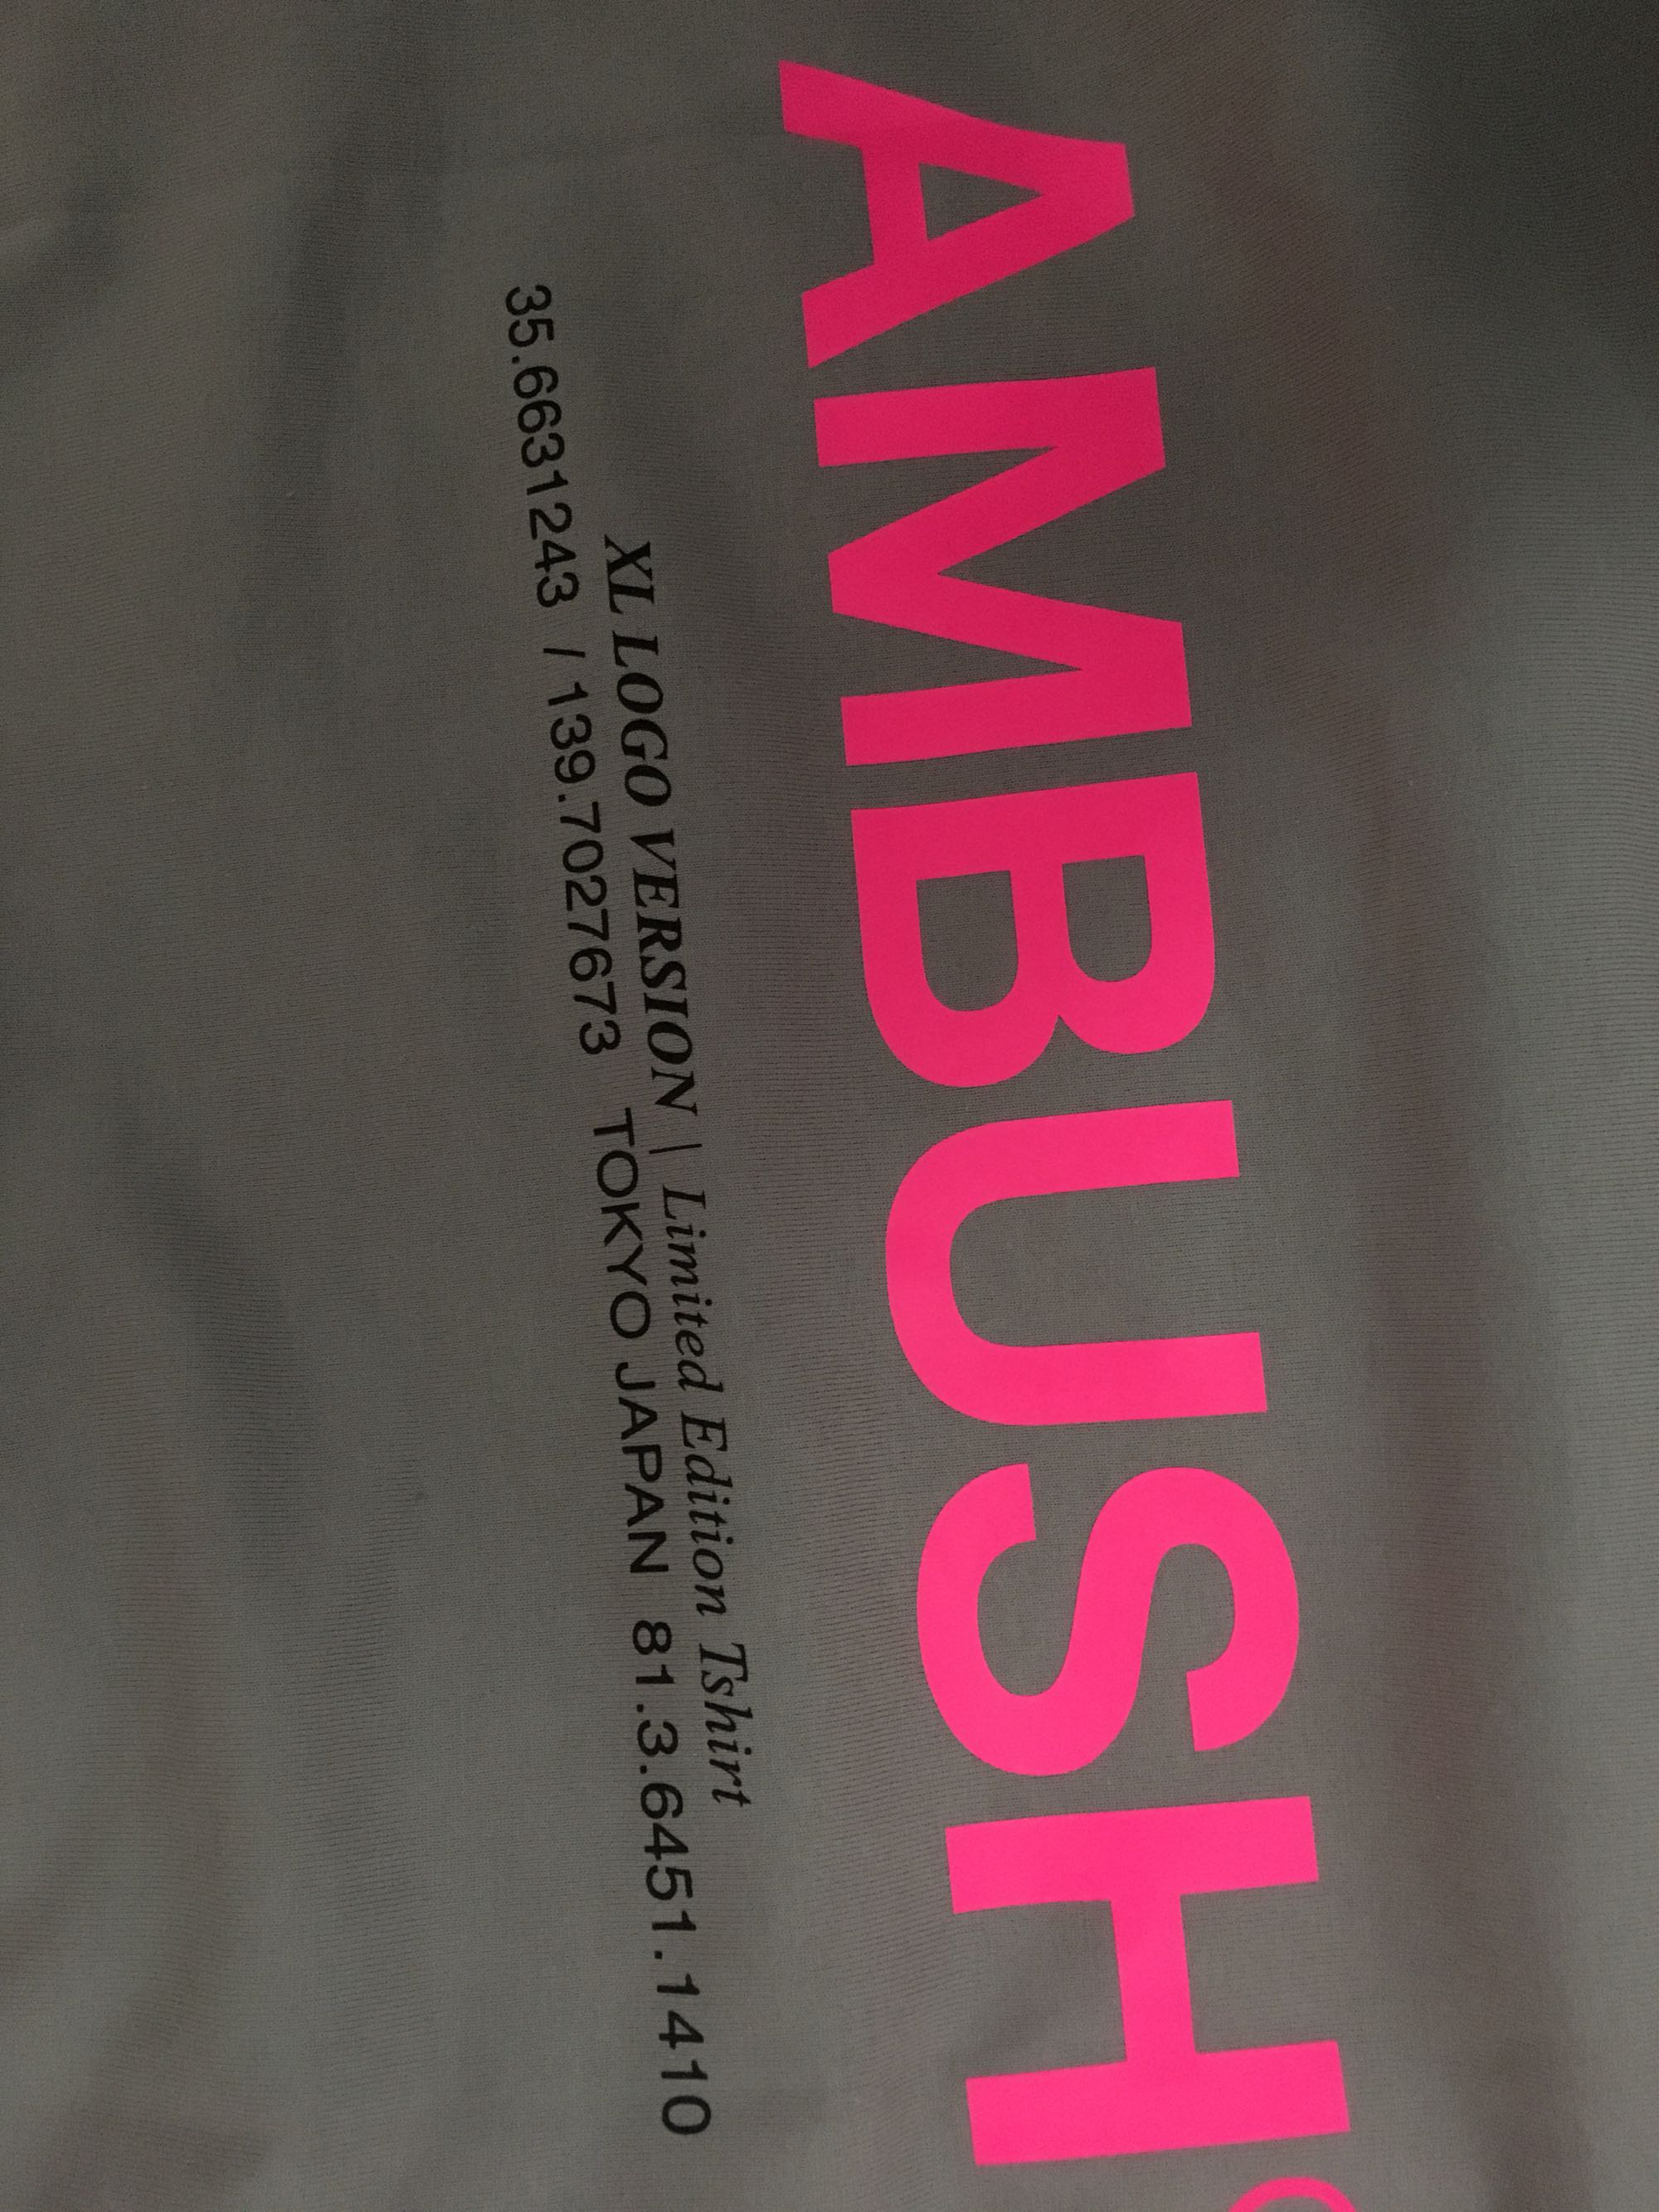 AMBUSH®
XL LOGO VERSION | Limited Edition Tshirt
35.6631243 / 139.7027673 TOKYO JAPAN 81.3.6451.1410